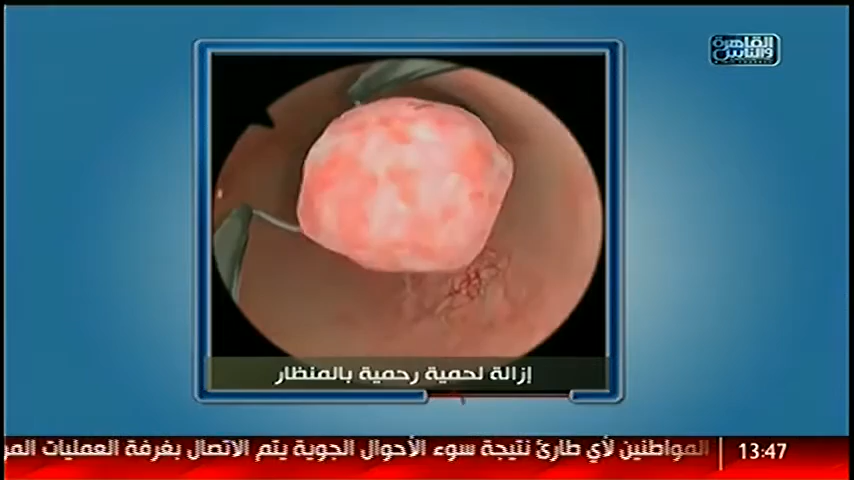 القاهرة
والناس
إزالة لحمية رحمية بالمنظار
المواطنين لأي طارئ نتيجة سوء الأحوال الجوية يتم الاتصال بغرفة العمليات
13:47